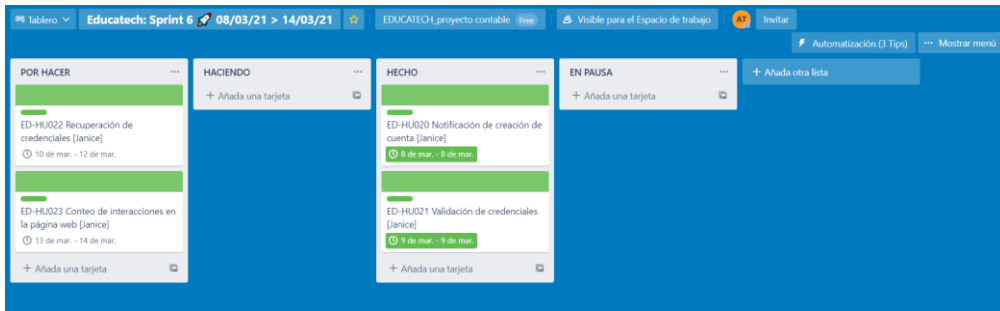 Tablero
Educatech: Sprint 6 🚀 08/03/21 > 14/03/21
EDUCATECH_proyecto contable Free
Visible para el Espacio de trabajo
AT
Invitar
Automatización (3 Tips)
... Mostrar menú
POR HACER ...
ED-HU022 Recuperación de
credenciales [Janice]
10 de mar. - 12 de mar.
ED-HU023 Conteo de interacciones en
la página web [Janice]
13 de mar. - 14 de mar.
+ Añada una tarjeta
HACIENDO ...
+ Añada una tarjeta
HECHO ...
ED-HU020 Notificación de creación de
cuenta [Janice]
8 de mar. - 8 de mar.
ED-HU021 Validación de credenciales
[Janice]
9 de mar. - 9 de mar.
+ Añada una tarjeta
EN PAUSA ...
+ Añada una tarjeta
+ Añada otra lista